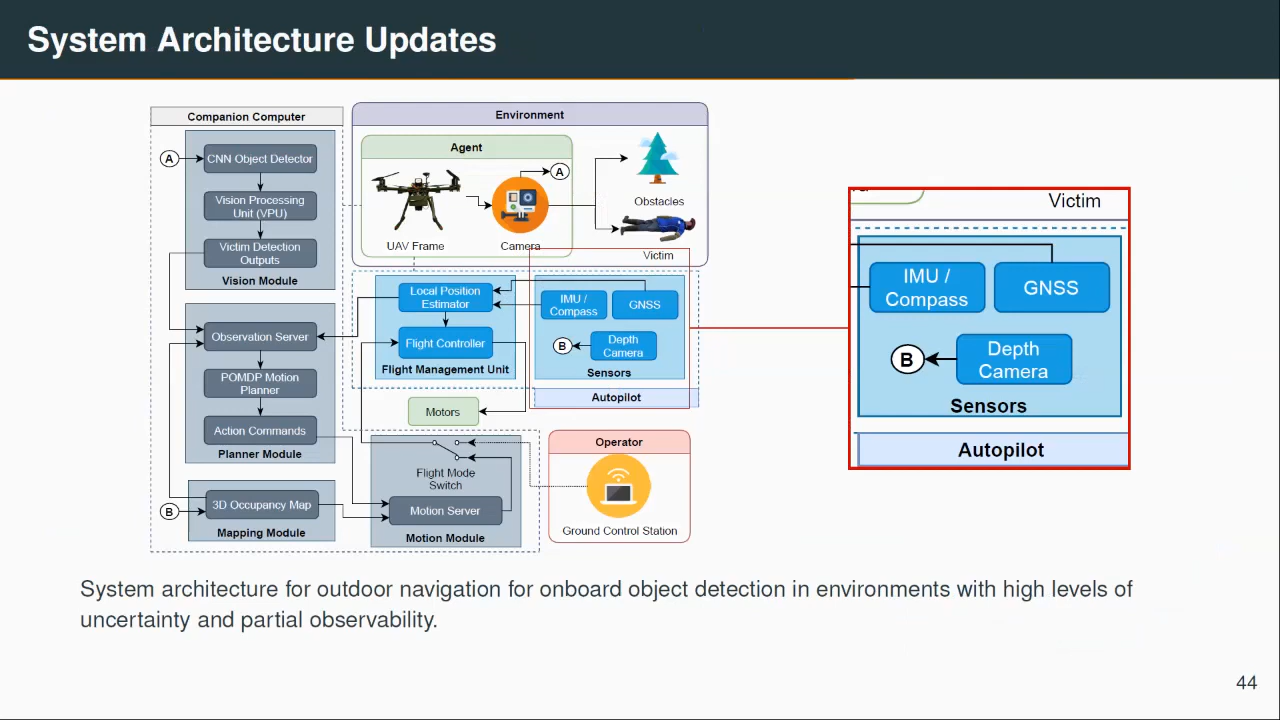 System Architecture Updates
Companion Computer
A
CNN Object Detector
Vision Processing
Unit (VPU)
Victim Detection
Outputs
Vision Module
Observation Server
POMDP Motion
Planner
Action Commands
Planner Module
B
3D Occupancy Map
Mapping Module
Environment
Agent
A
UAV Frame
Camera
Obstacles
Victim
Local Position
Estimator
Flight Controller
Flight Management Unit
IMU /
Compass
GNSS
B
Depth
Camera
Sensors
Autopilot
Motors
Flight Mode
Switch
Motion Server
Motion Module
Operator
Ground Control Station
Victim
IMU /
Compass
GNSS
B
Depth
Camera
Sensors
Autopilot
System architecture for outdoor navigation for onboard object detection in environments with high levels of
uncertainty and partial observability.
44